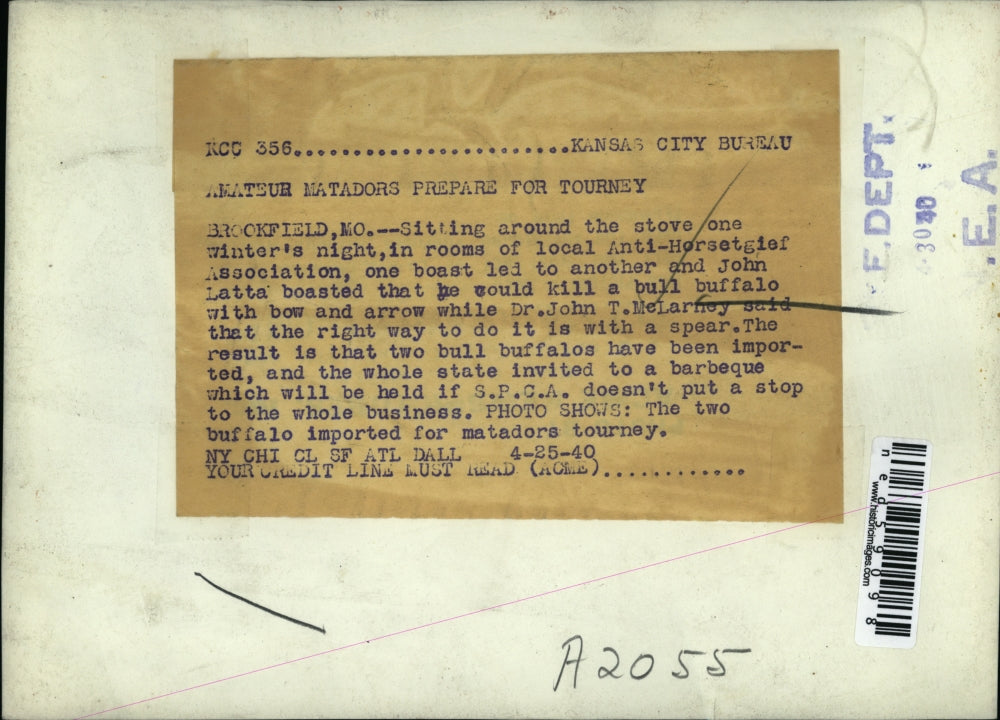 KCC 356.......................KANSAS CITY BUREAU
AMATEUR MATADORS PREPARE FOR TOURNEY
BROOKFIELD,MO.--Sitting around the stove one
winter's night,in rooms of local Anti-Horsetgief
Association, one boast led to another and John
Latta boasted that he could kill a bull buffalo
with bow and arrow while Dr.John T.McLarney said
that the right way to do it is with a spear.The
result is that two bull buffalos have been impor-
ted, and the whole state invited to a barbeque
which will be held if S.P.C.A. doesn't put a stop
to the whole business. PHOTO SHOWS: The two
buffalo imported for matadors tourney.
NY CHI CL SF ATL DALL 4-25-40
YOUR CREDIT LINE MUST READ (ACME)............
E.DEPT.
.E.A.
ned59098
www.historicimages.com
A2055